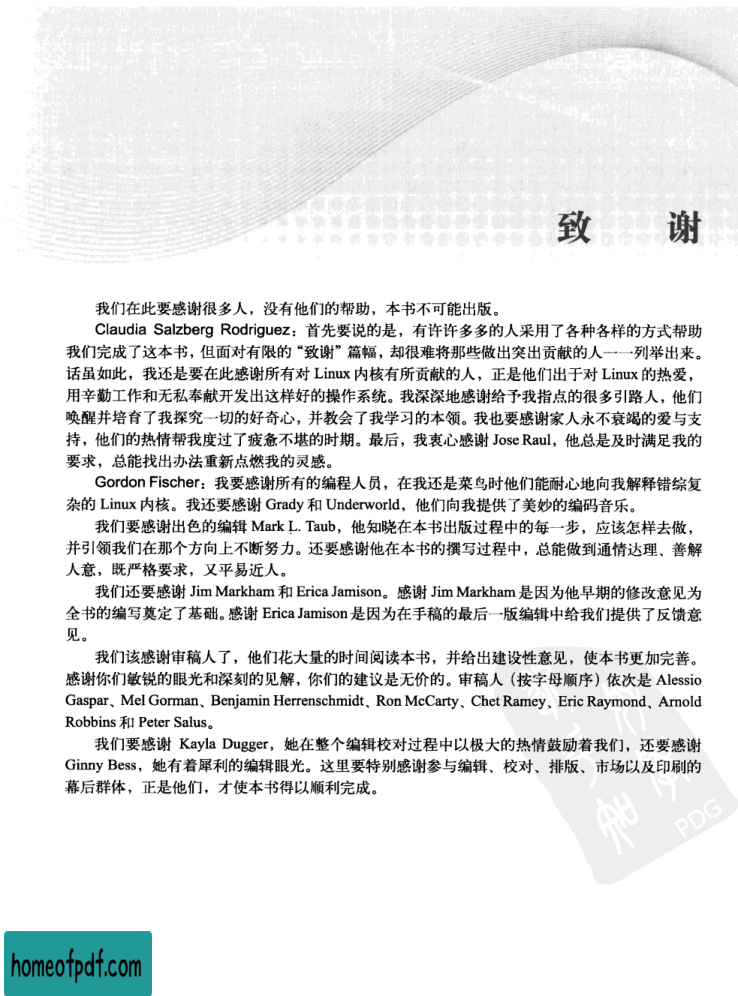 致 谢
我们在此要感谢很多人，没有他们的帮助，本书不可能出版。
Claudia Salzberg Rodriguez：首先要说的是，有许许多多的人采用了各种各样的方式帮助
我们完成了这本书，但面对有限的“致谢”篇幅，却很难将那些做出突出贡献的人一一列举出来。
话虽如此，我还是要在此感谢所有对 Linux 内核有所贡献的人，正是他们出于对 Linux 的热爱，
用辛勤工作和无私奉献开发出这样好的操作系统。我深深地感谢给予我指点的很多引路人，他们
唤醒并培育了我探究一切的好奇心，并教会了我学习的本领。我也要感谢家人永不衰竭的爱与支
持，他们的热情帮我度过了疲惫不堪的时期。最后，我衷心感谢 Jose Raul，他总是及时满足我的
要求，总能找出办法重新点燃我的灵感。
Gordon Fischer：我要感谢所有的编程人员，在我还是菜鸟时他们能耐心地向我解释错综复
杂的 Linux 内核。我还要感谢 Grady 和 Underworld，他们向我提供了美妙的编码音乐。
我们要感谢出色的编辑 Mark L. Taub，他知晓在本书出版过程中的每一步，应该怎样去做，
并引领我们在那个方向上不断努力。还要感谢他在本书的撰写过程中，总能做到通情达理、善解
人意，既严格要求，又平易近人。
我们还要感谢 Jim Markham 和 Erica Jamison。感谢 Jim Markham 是因为他早期的修改意见为
全书的编写奠定了基础。感谢 Erica Jamison 是因为在手稿的最后一版编辑中给我们提供了反馈意
见。
我们该感谢审稿人了，他们花大量的时间阅读本书，并给出建设性意见，使本书更加完善。
感谢你们敏锐的眼光和深刻的见解，你们的建议是无价的。审稿人（按字母顺序）依次是 Alessio
Gaspar、Mel Gorman、Benjamin Herrenschmidt、Ron McCarty、Chet Ramey、Eric Raymond、Arnold
Robbins 和 Peter Salus。
我们要感谢 Kayla Dugger，她在整个编辑校对过程中以极大的热情鼓励着我们，还要感谢
Ginny Bess，她有着犀利的编辑眼光。这里要特别感谢参与编辑、校对、排版、市场以及印刷的
幕后群体，正是他们，才使本书得以顺利完成。
PDG
homeofpdf.com